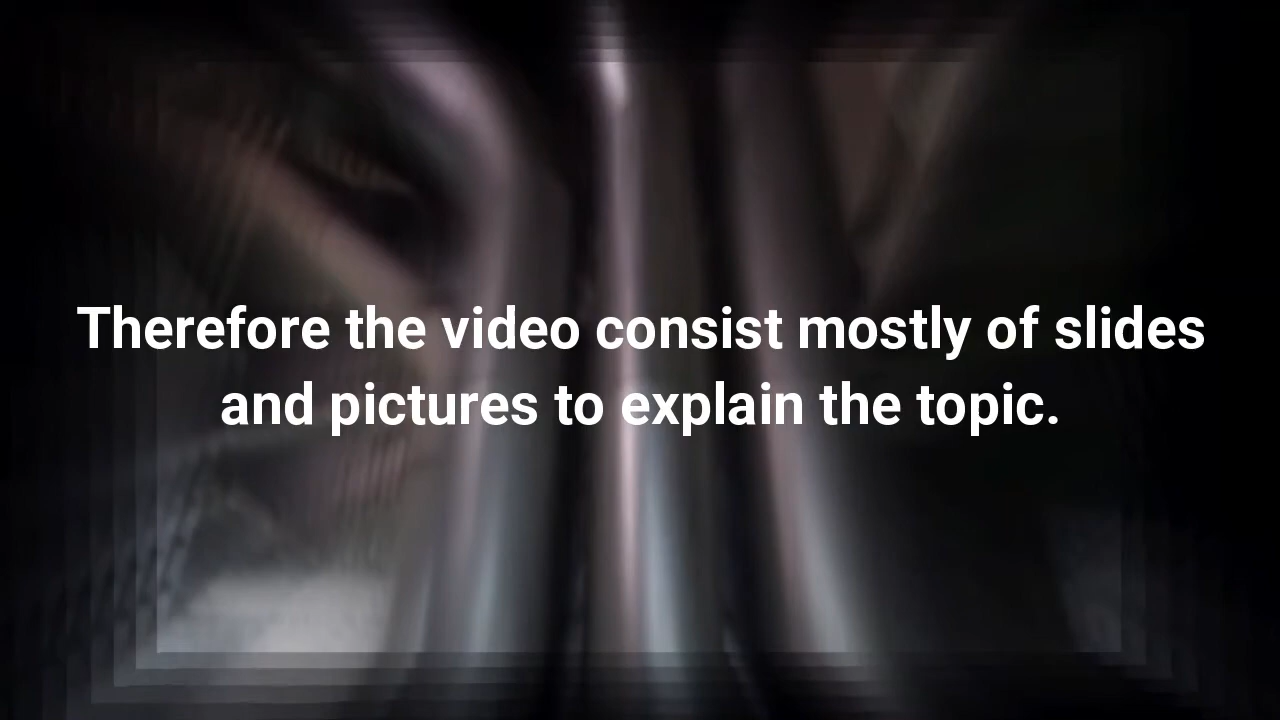 Therefore the video consist mostly of slides
and pictures to explain the topic.